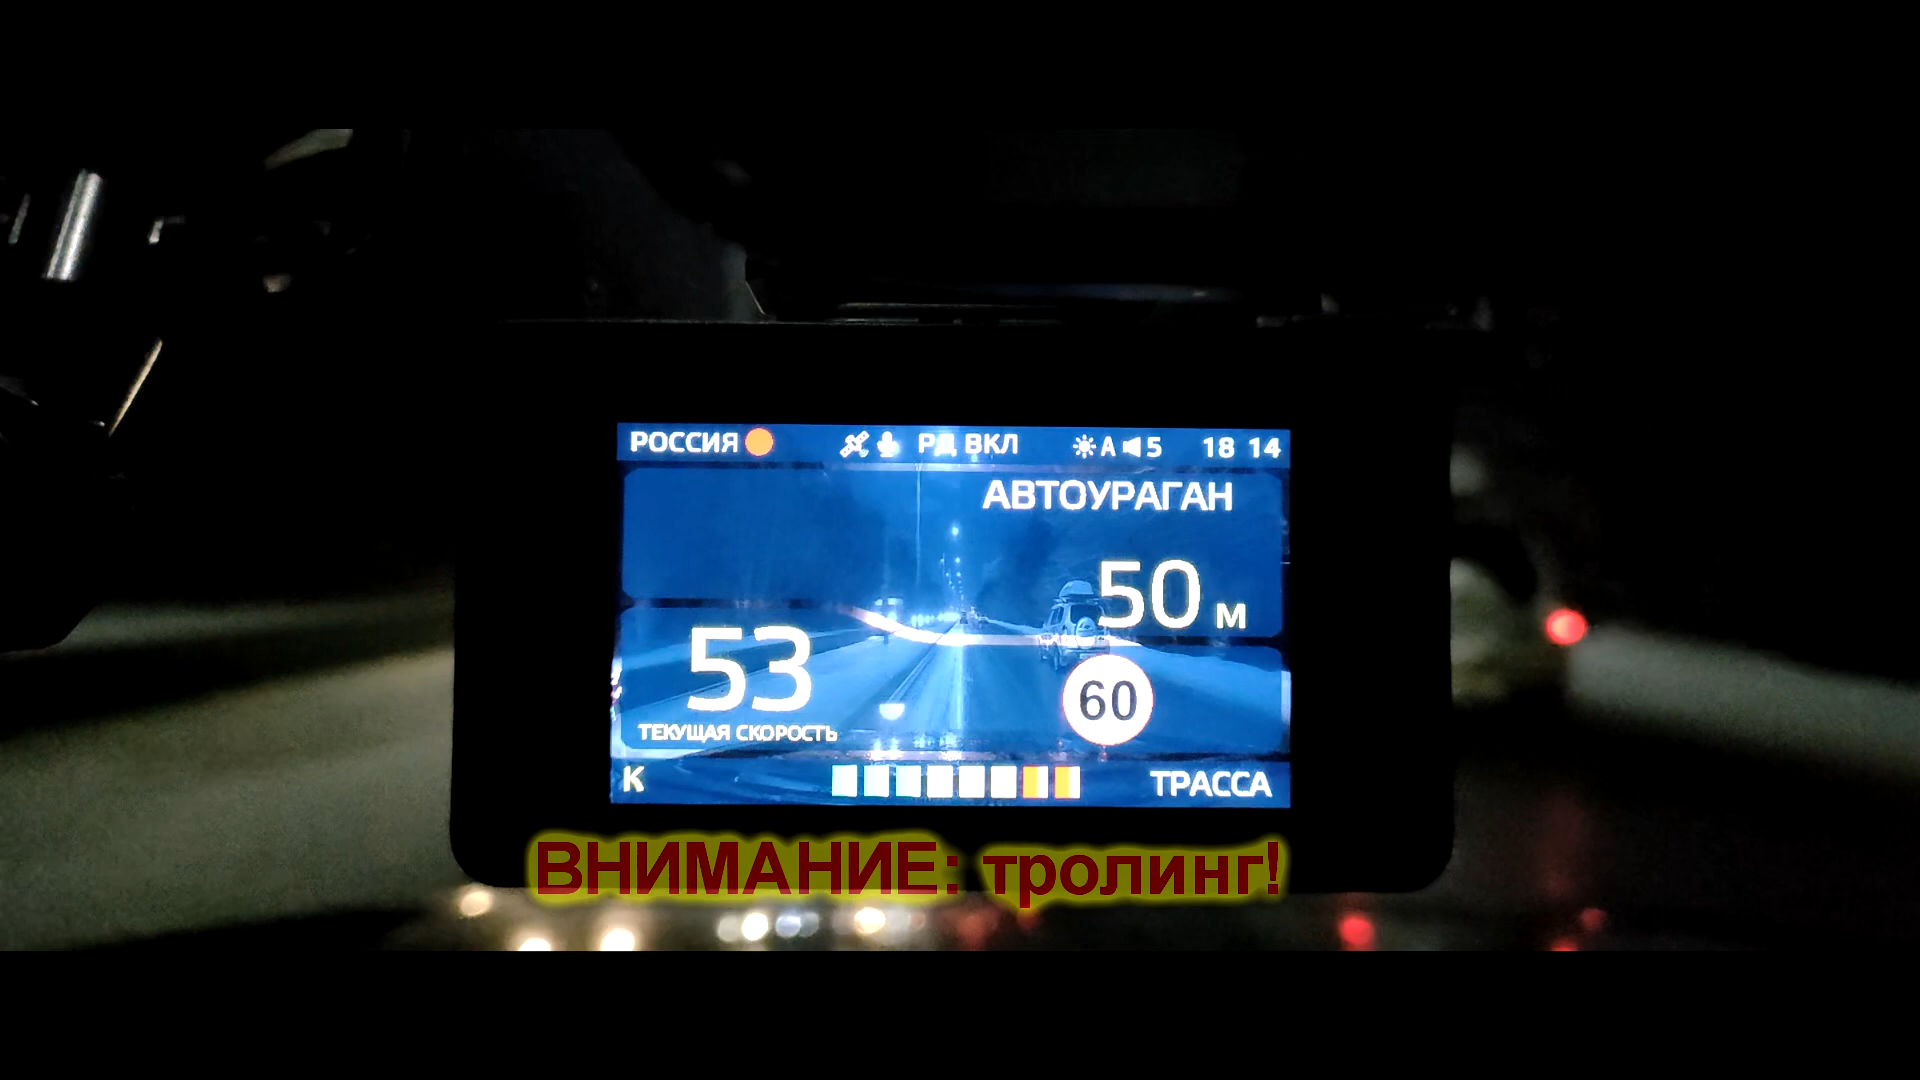 РОССИЯ РД ВКЛ A 5 18 14
АВТОУРАГАН
50 м
53
60
ТЕКУЩАЯ СКОРОСТЬ
К ТРАССА
ВНИМАНИЕ: тролинг!